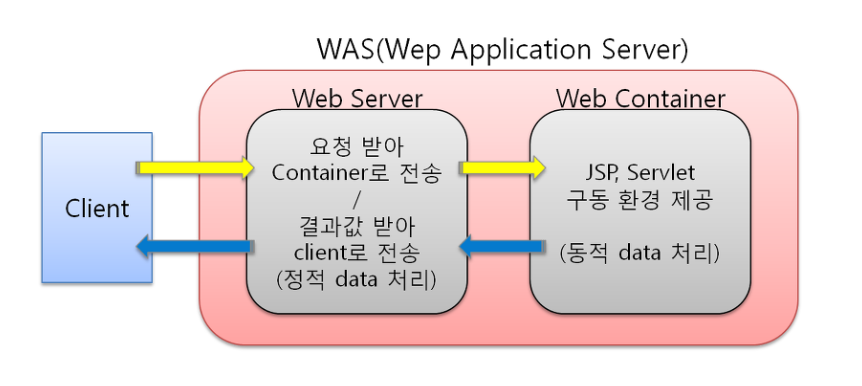 WAS(Wep Application Server)
Web Server
Web Container
Client
요청 받아
Container로 전송
/
결과값 받아
client로 전송
(정적 data 처리)
JSP, Servlet
구동 환경 제공
(동적 data 처리)